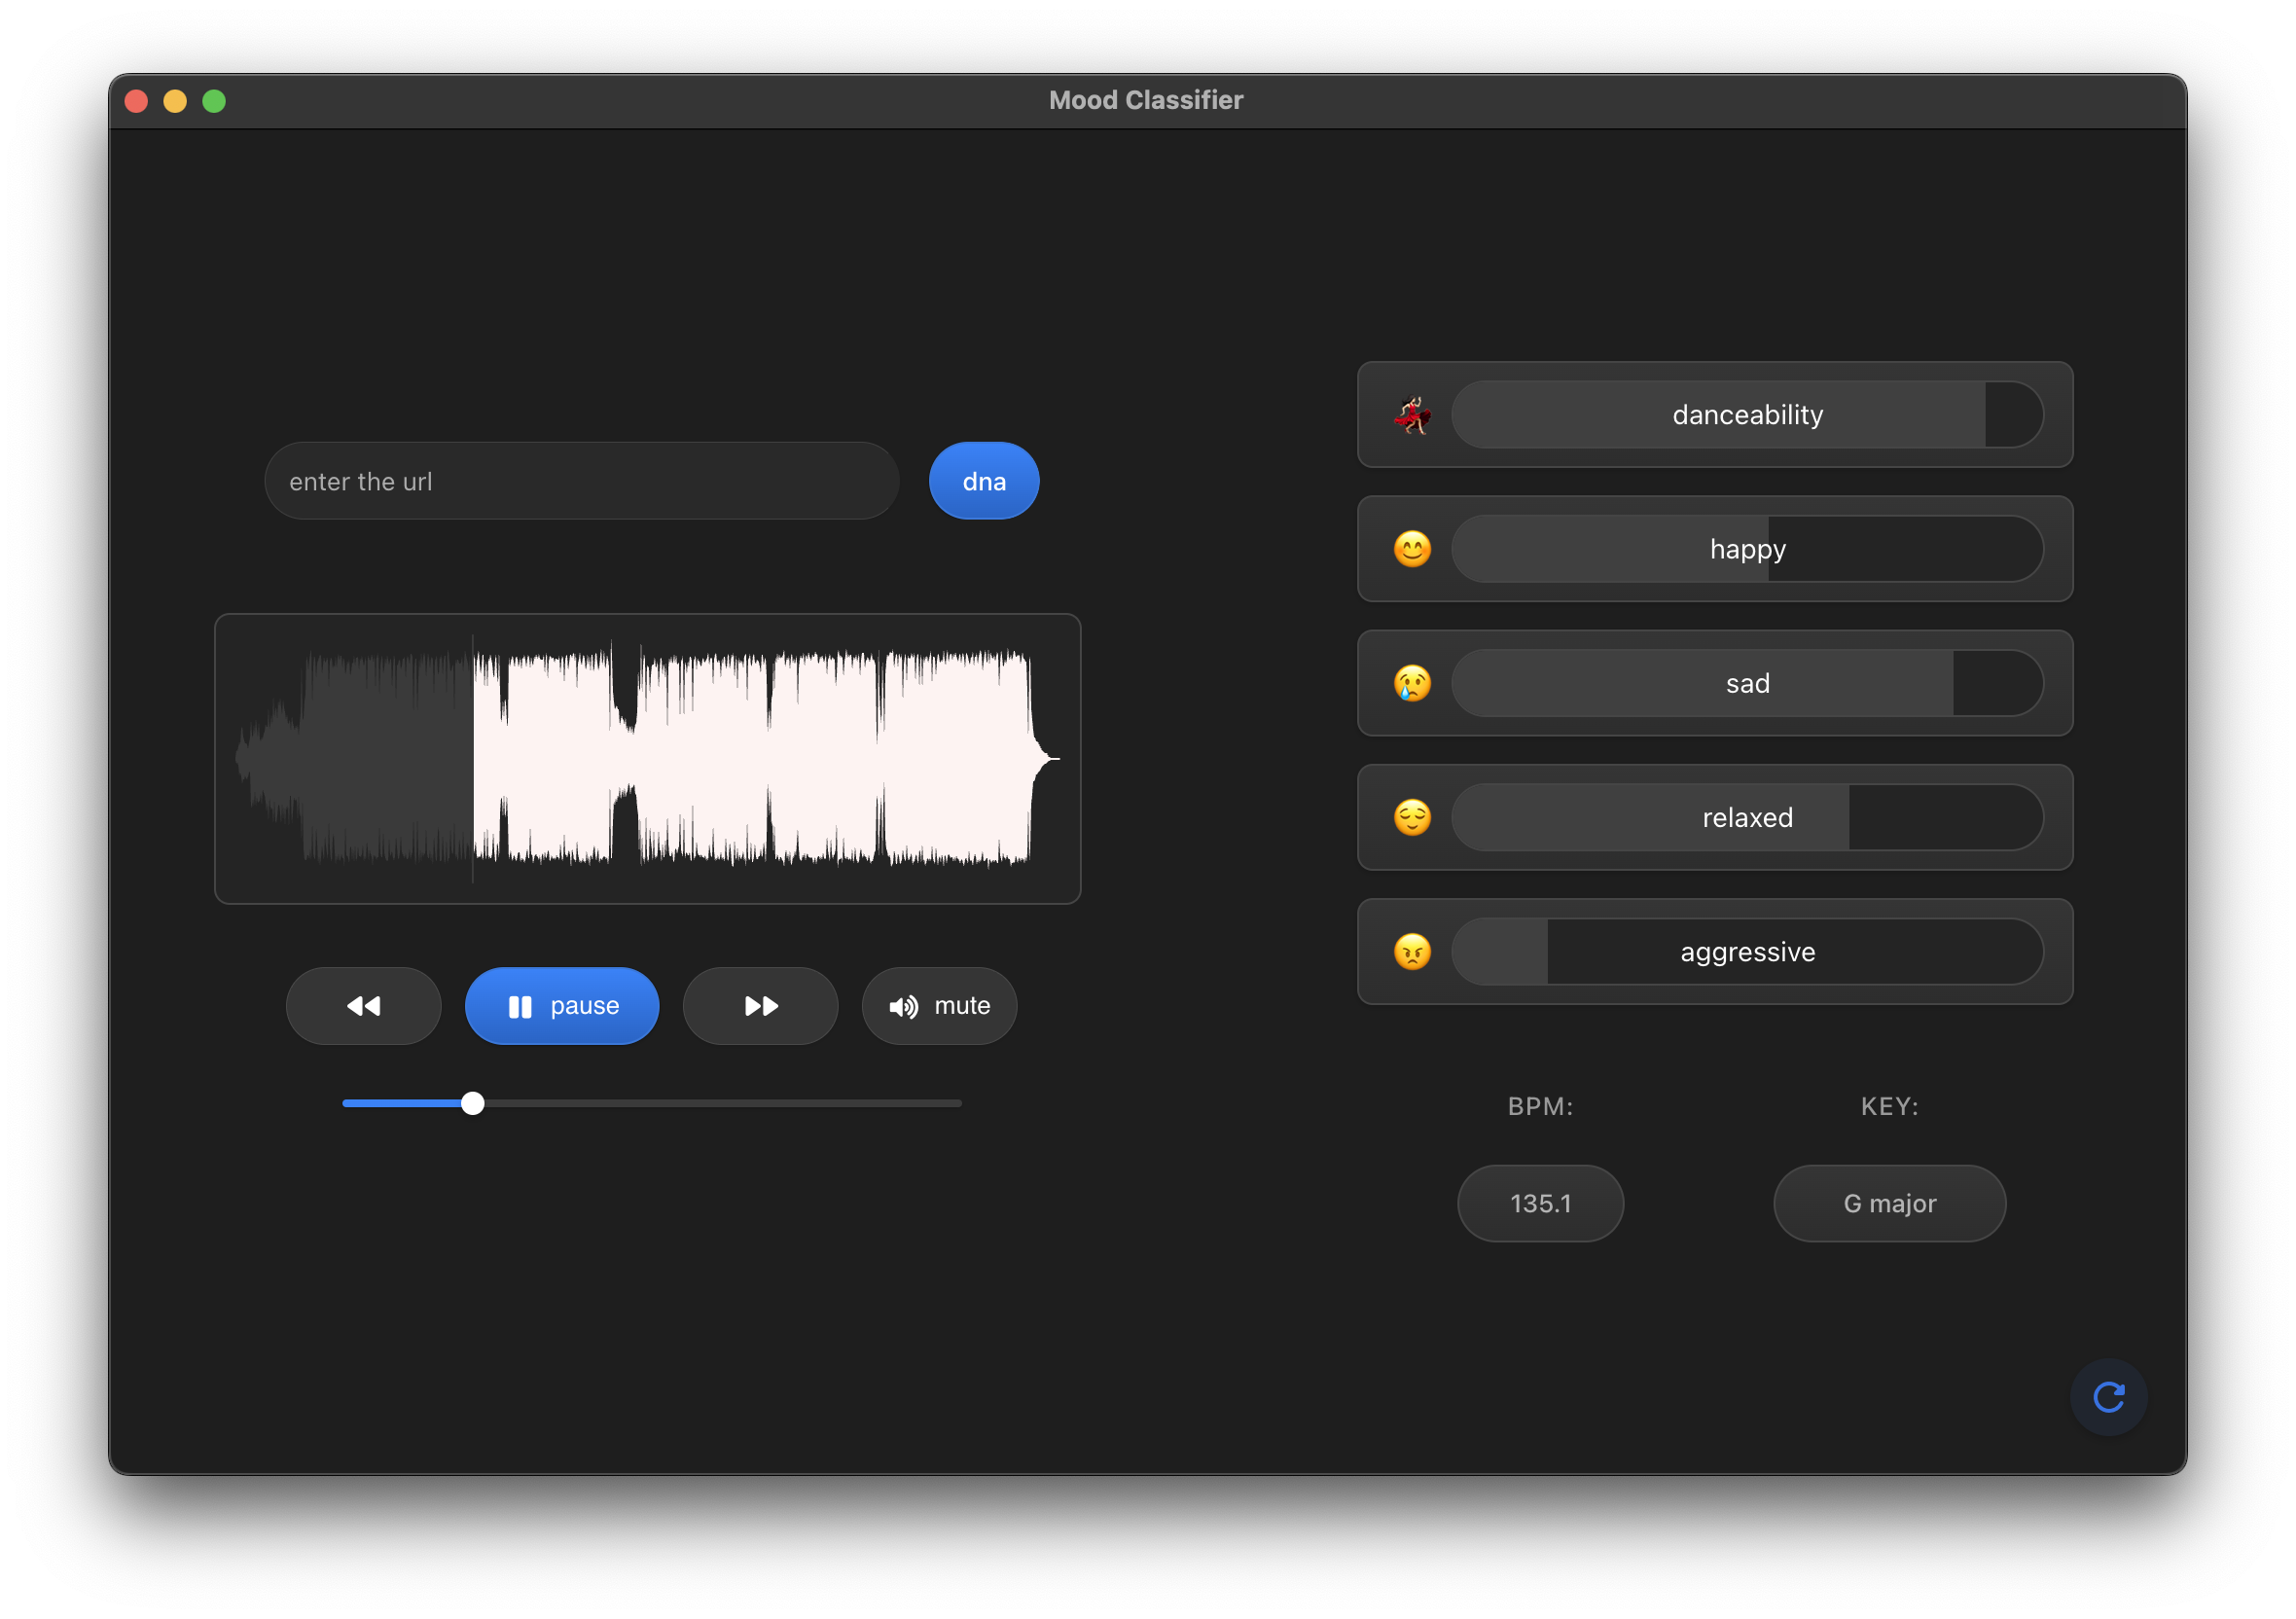 Mood Classifier
enter the url
dna
pause
mute
danceability
happy
sad
relaxed
aggressive
BPM:
KEY:
135.1
G major